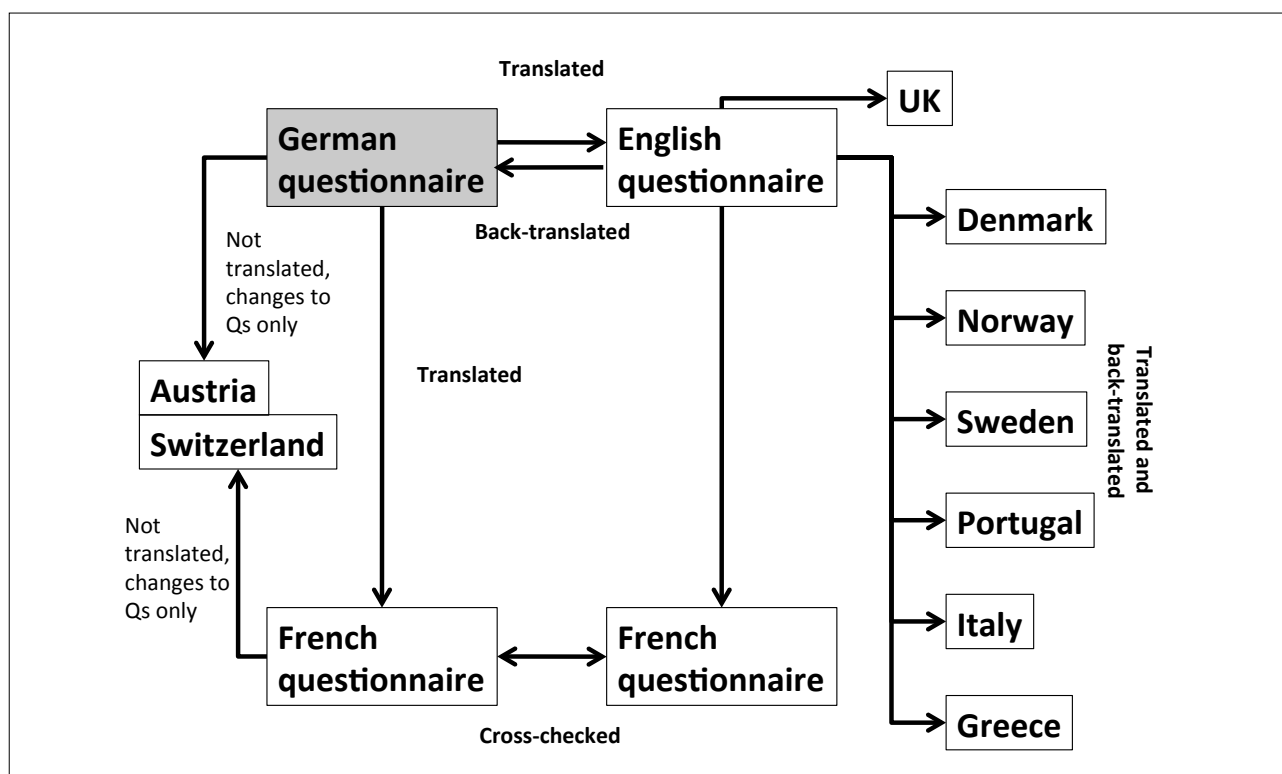 Translated
UK
German
questionnaire
English
questionnaire
Denmark
Back-translated
Not
translated,
changes to
Qs only
Norway
Translated
Austria
Switzerland
Sweden
Translated and
back-translated
Portugal
Not
translated,
changes to
Qs only
French
questionnaire
French
questionnaire
Italy
Greece
Cross-checked